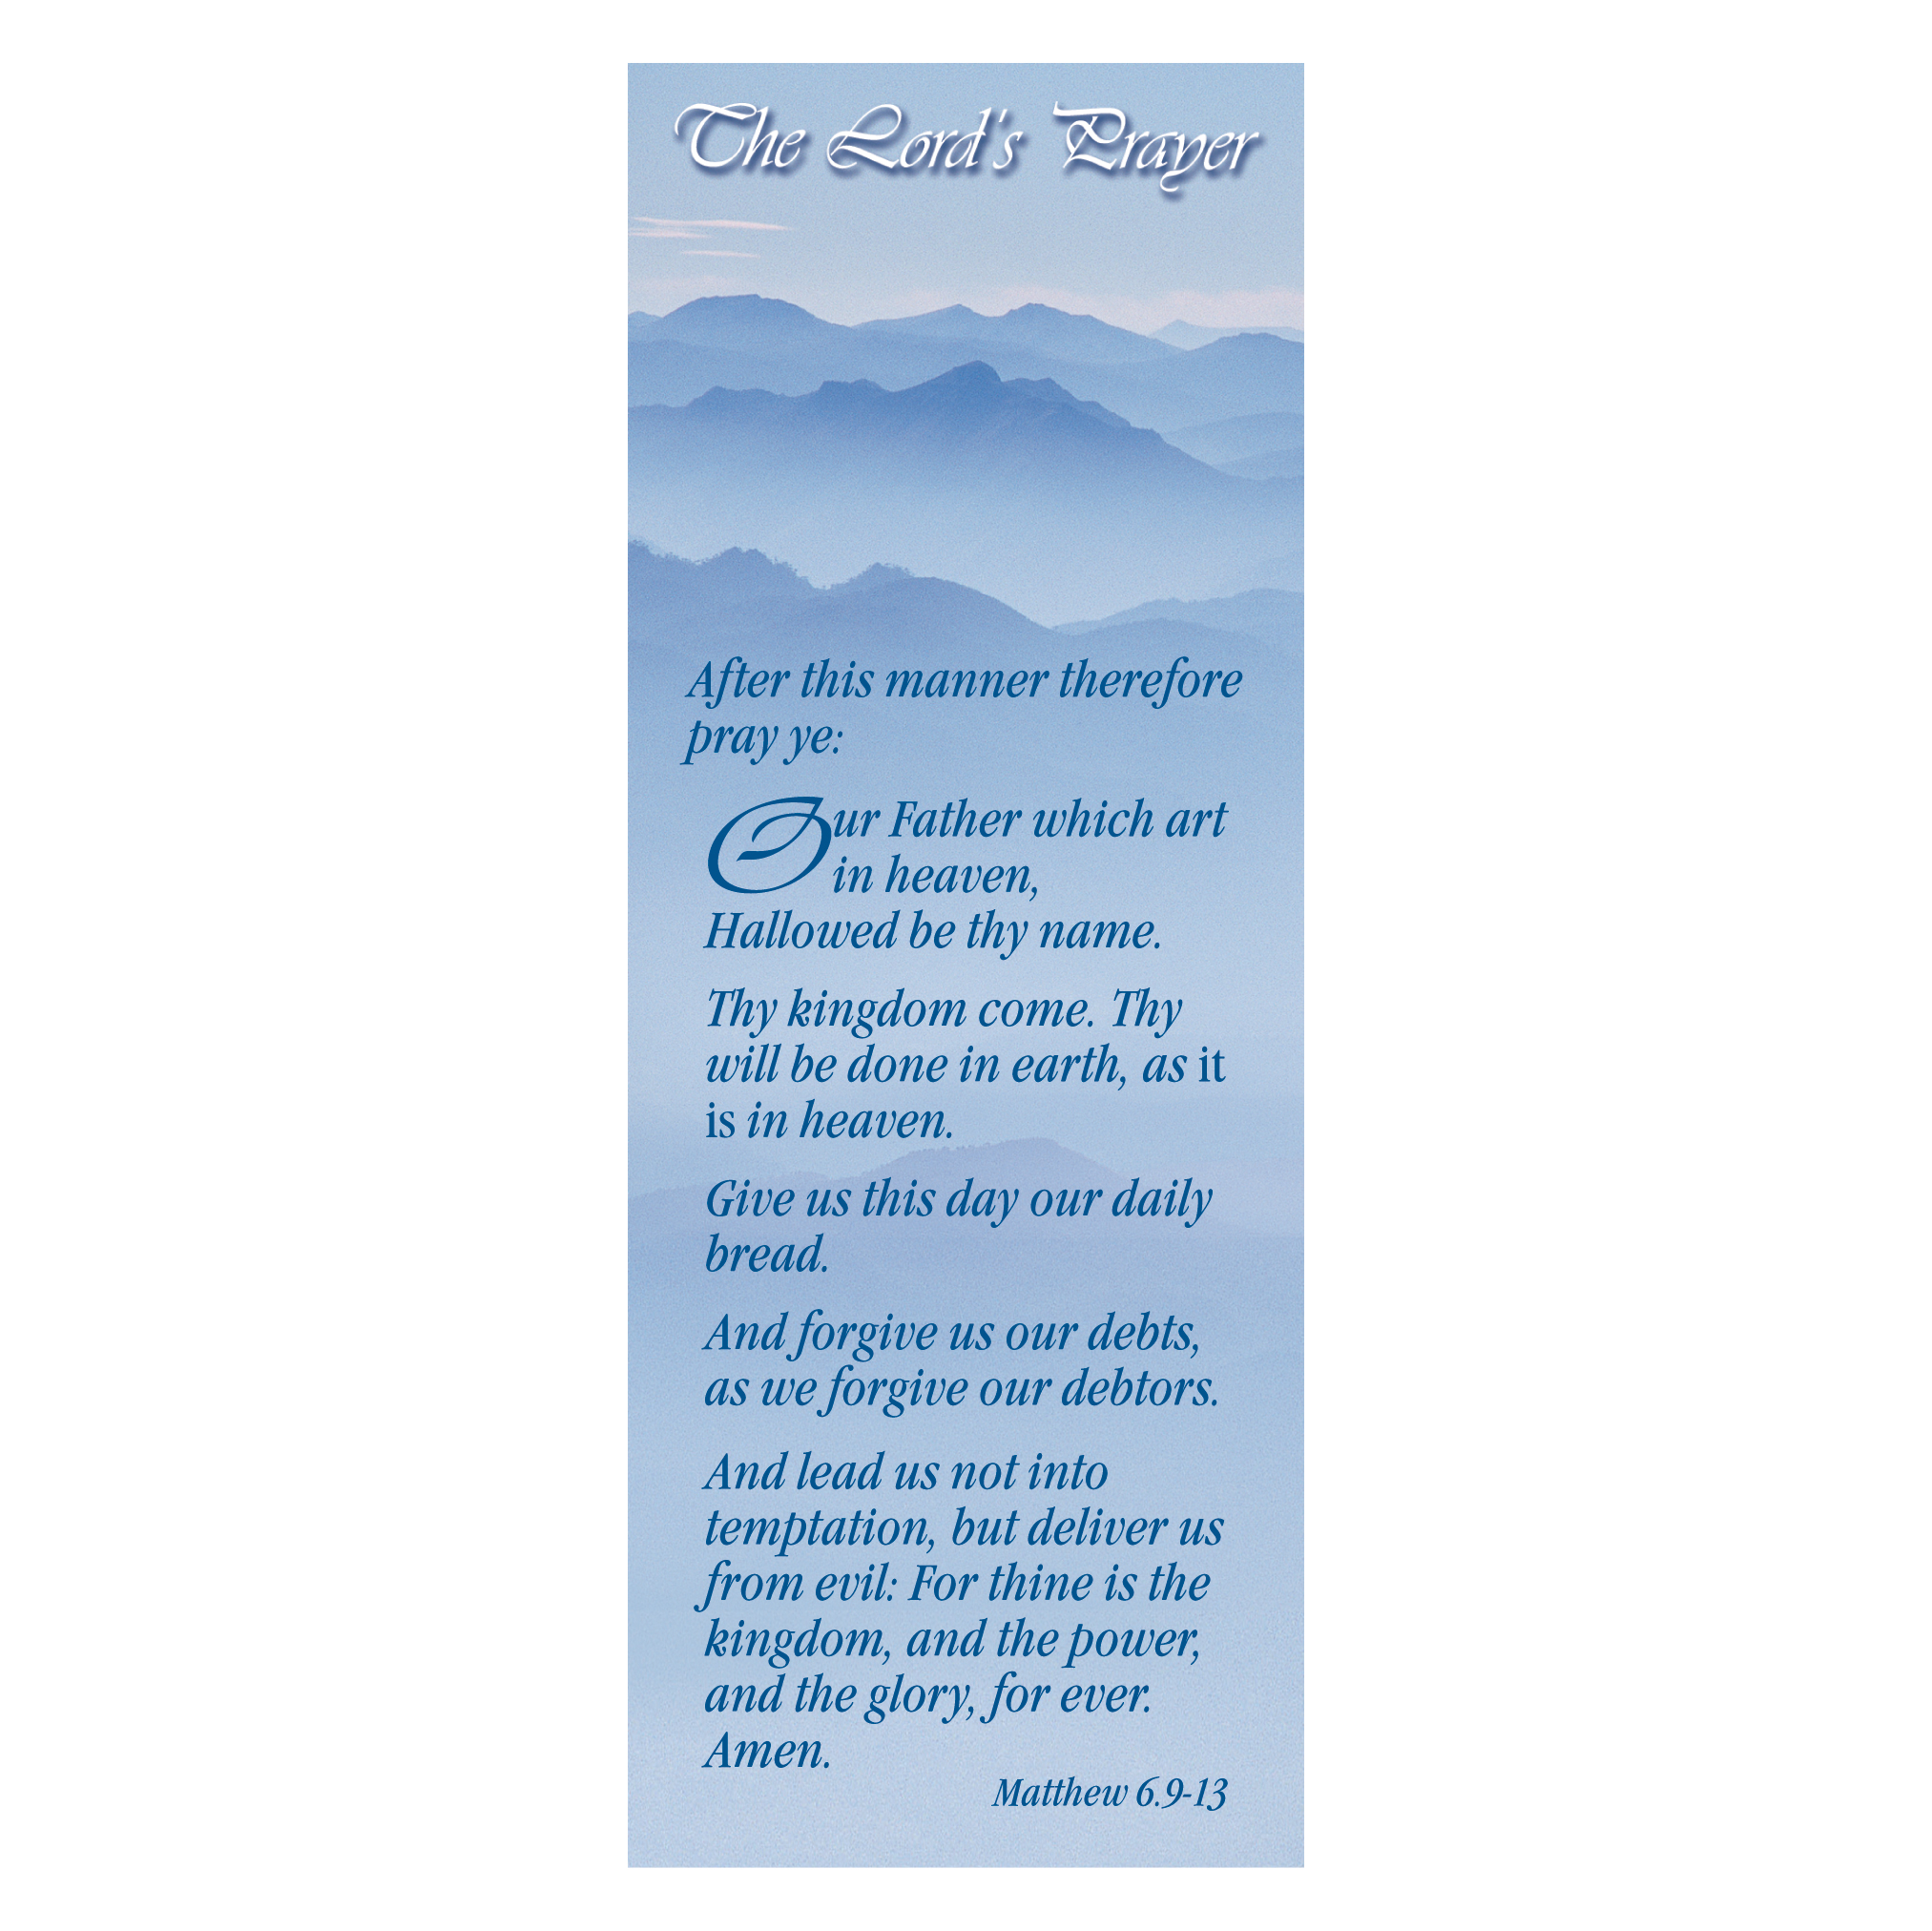 The Lord's Prayer
After this manner therefore
pray ye:
Our Father which art
in heaven,
Hallowed be thy name.
Thy kingdom come. Thy
will be done in earth, as it
is in heaven.
Give us this day our daily
bread.
And forgive us our debts,
as we forgive our debtors.
And lead us not into
temptation, but deliver us
from evil: For thine is the
kingdom, and the power,
and the glory, for ever.
Amen.
Matthew 6.9-13